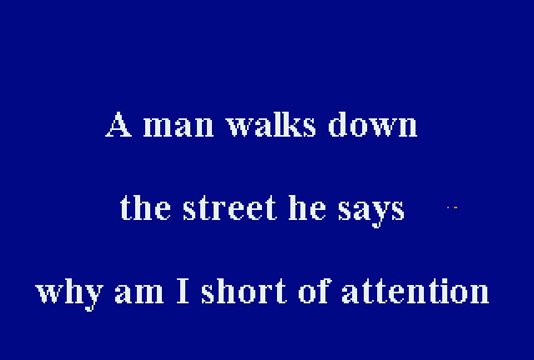 A man walks down
the street he says
why am I short of attention